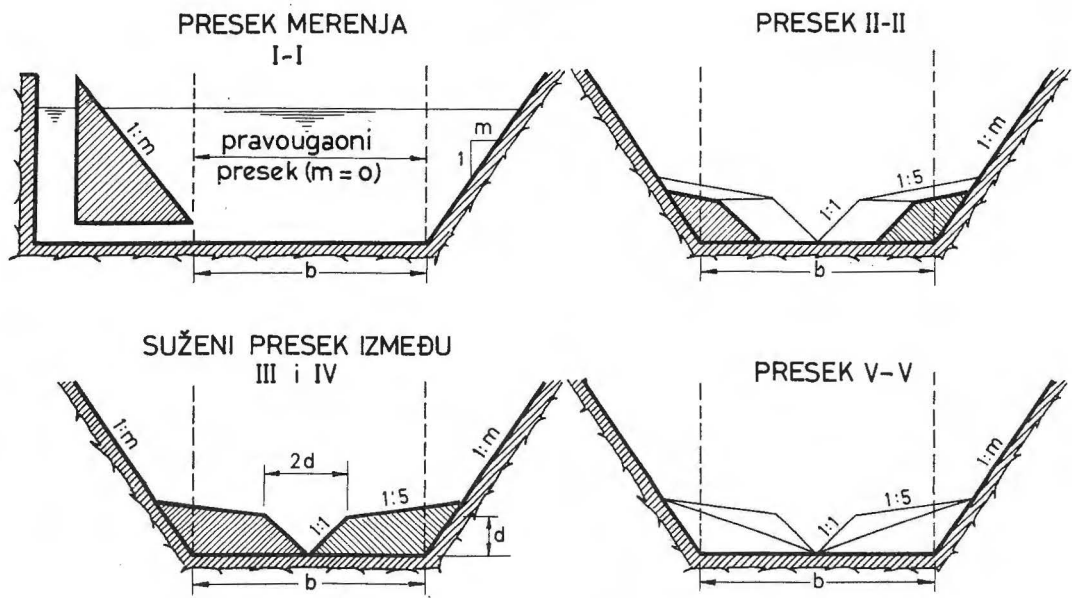 PRESEK MERENJA
I-I
1:m
pravougaoni
presek (m = o)
m
1
b
PRESEK II-II
1:5
1:m
1:1
b
SUŽENI PRESEK IZMEĐU
III i IV
1:m
2d
1:5
1:m
1:1
d
b
PRESEK V-V
1:5
1:m
1:1
b